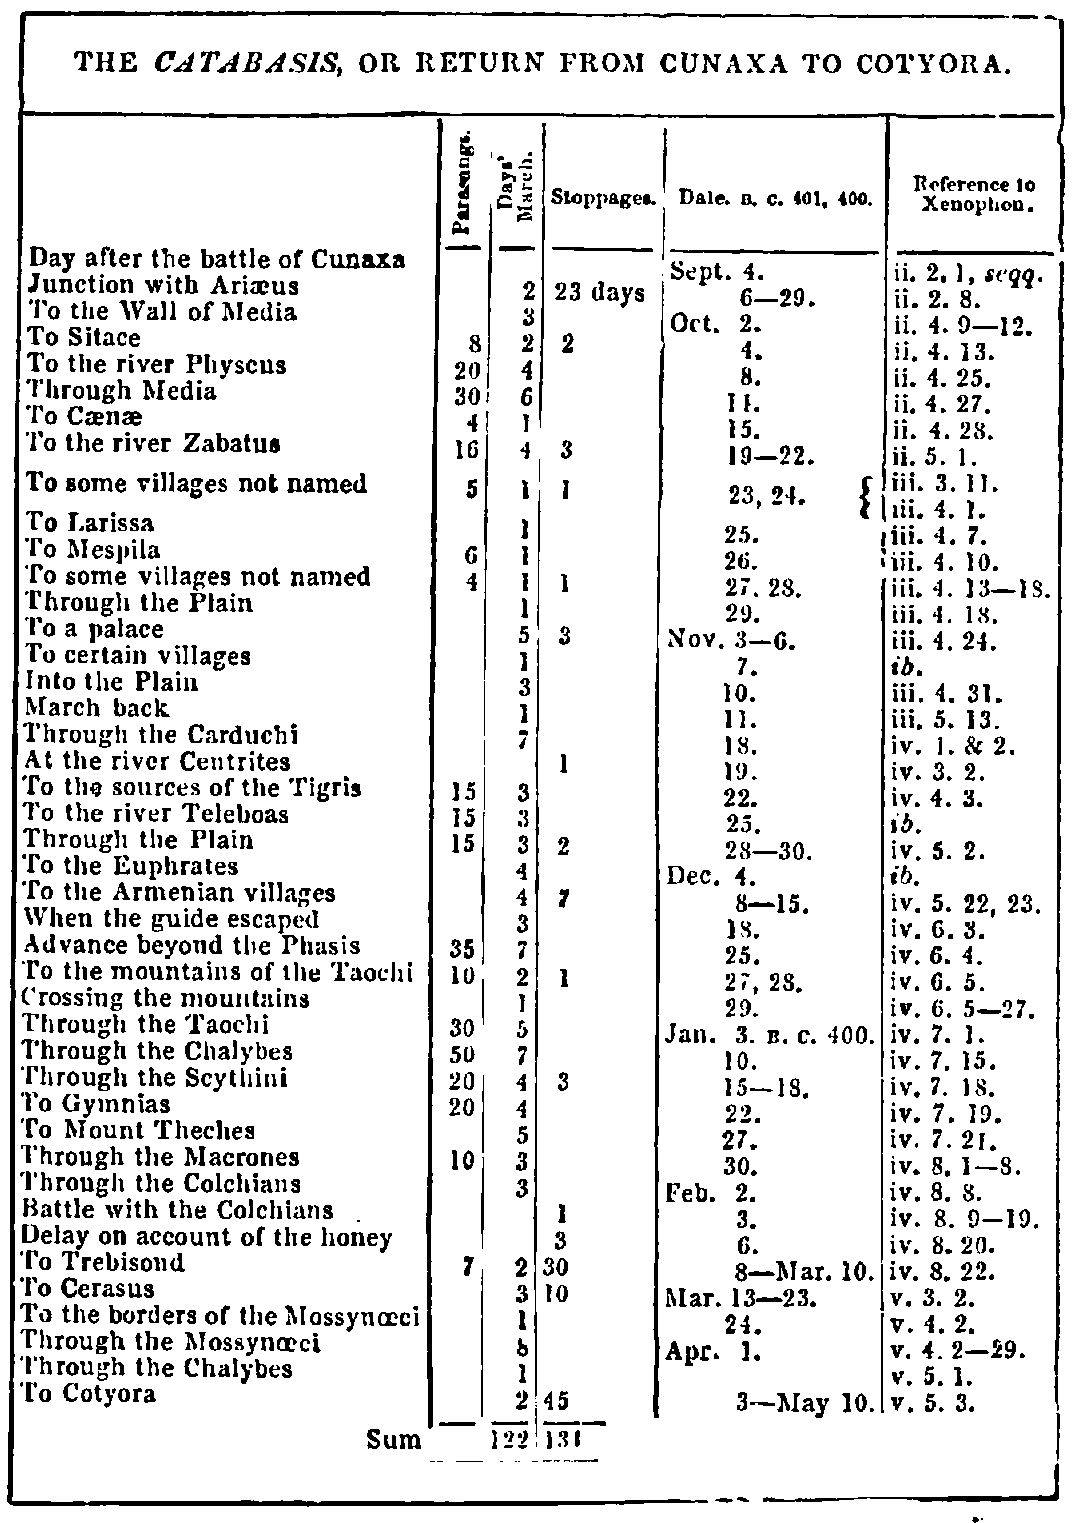 THE CATABASIS, OR RETURN FROM CUNAXA TO COTYORA.
Parasangs. Days' March. Stoppages. Date. B. C. 401, 400. Reference to Xenophon.
Day after the battle of Cunaxa Sept. 4. ii. 2, 1, seqq.
Junction with Ariæus 2 23 days 6—29. ii. 2. 8.
To the Wall of Media 3 Oct. 2. ii. 4. 9—12.
To Sitace 8 2 2 4. ii. 4. 13.
To the river Physcus 20 4 8. ii. 4. 25.
Through Media 30 6 14. ii. 4. 27.
To Cænæ 4 1 15. ii. 4. 28.
To the river Zabatus 16 4 3 19—22. ii. 5. 1.
To some villages not named 5 1 1 23, 24. { iii. 3. 11.
iii. 4. 1.
To Larissa 1 25. iii. 4. 7.
To Mespila 6 1 26. iii. 4. 10.
To some villages not named 4 1 1 27. 28. iii. 4. 13—18.
Through the Plain 1 29. iii. 4. 18.
To a palace 5 3 Nov. 3—6. iii. 4. 24.
To certain villages 1 7. ib.
Into the Plain 3 10. iii. 4. 31.
March back 1 11. iii. 5. 13.
Through the Carduchi 7 18. iv. 1. & 2.
At the river Centrites 1 19. iv. 3. 2.
To the sources of the Tigris 15 3 22. iv. 4. 3.
To the river Teleboas 15 3 25. ib.
Through the Plain 15 3 2 28—30. iv. 5. 2.
To the Euphrates 4 Dec. 4. ib.
To the Armenian villages 4 7 8—15. iv. 5. 22, 23.
When the guide escaped 3 18. iv. 6. 3.
Advance beyond the Phasis 35 7 25. iv. 6. 4.
To the mountains of the Taochi 10 2 1 27, 28. iv. 6. 5.
Crossing the mountains 1 29. iv. 6. 5—27.
Through the Taochi 30 5 Jan. 3. B. C. 400. iv. 7. 1.
Through the Chalybes 50 7 10. iv. 7. 15.
Through the Scythini 20 4 3 15—18. iv. 7. 18.
To Gymnias 20 4 22. iv. 7. 19.
To Mount Theches 5 27. iv. 7. 21.
Through the Macrones 10 3 30. iv. 8. 1—8.
Through the Colchians 3 Feb. 2. iv. 8. 8.
Battle with the Colchians 1 3. iv. 8. 9—19.
Delay on account of the honey 3 6. iv. 8. 20.
To Trebisond 7 2 30 8—Mar. 10. iv. 8. 22.
To Cerasus 3 10 Mar. 13—23. v. 3. 2.
To the borders of the Mossynœci 1 24. v. 4. 2.
Through the Mossynœci 8 Apr. 1. v. 4. 2—29.
Through the Chalybes 1 v. 5. 1.
To Cotyora 2 45 3—May 10. v. 5. 3.
Sum 122 131